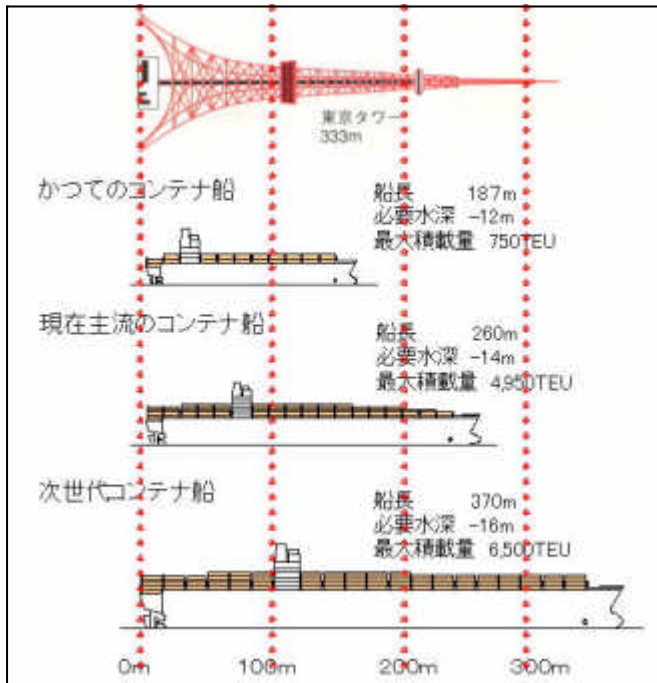 東京タワー
333m
かつてのコンテナ船
船長 187m
必要水深 -12m
最大積載量 750TEU
現在主流のコンテナ船
船長 260m
必要水深 -14m
最大積載量 4,950TEU
次世代コンテナ船
船長 370m
必要水深 -16m
最大積載量 6,500TEU
0m 100m 200m 300m